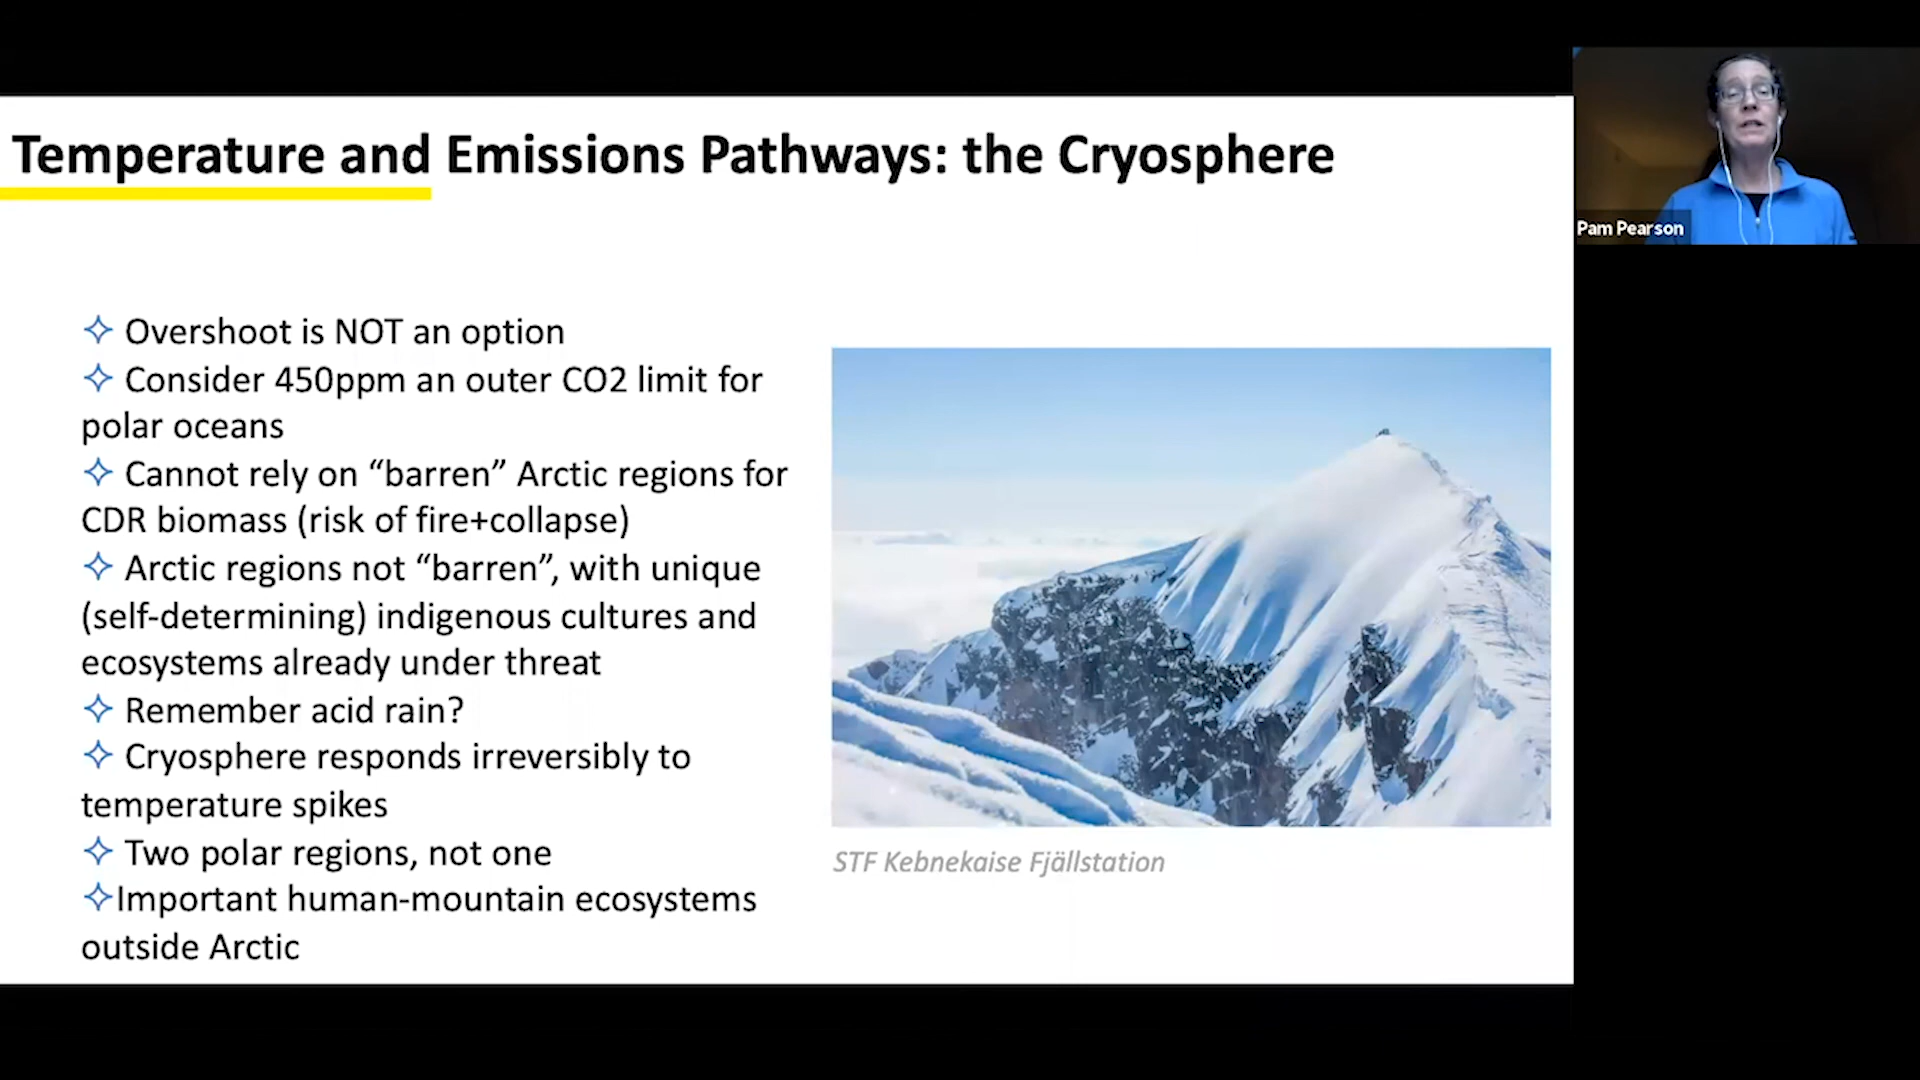 Temperature and Emissions Pathways: the Cryosphere
Pam Pearson
✧ Overshoot is NOT an option
✧ Consider 450ppm an outer CO2 limit for
polar oceans
✧ Cannot rely on “barren” Arctic regions for
CDR biomass (risk of fire+collapse)
✧ Arctic regions not “barren”, with unique
(self-determining) indigenous cultures and
ecosystems already under threat
✧ Remember acid rain?
✧ Cryosphere responds irreversibly to
temperature spikes
✧ Two polar regions, not one
✧Important human-mountain ecosystems
outside Arctic
STF Kebnekaise Fjällstation